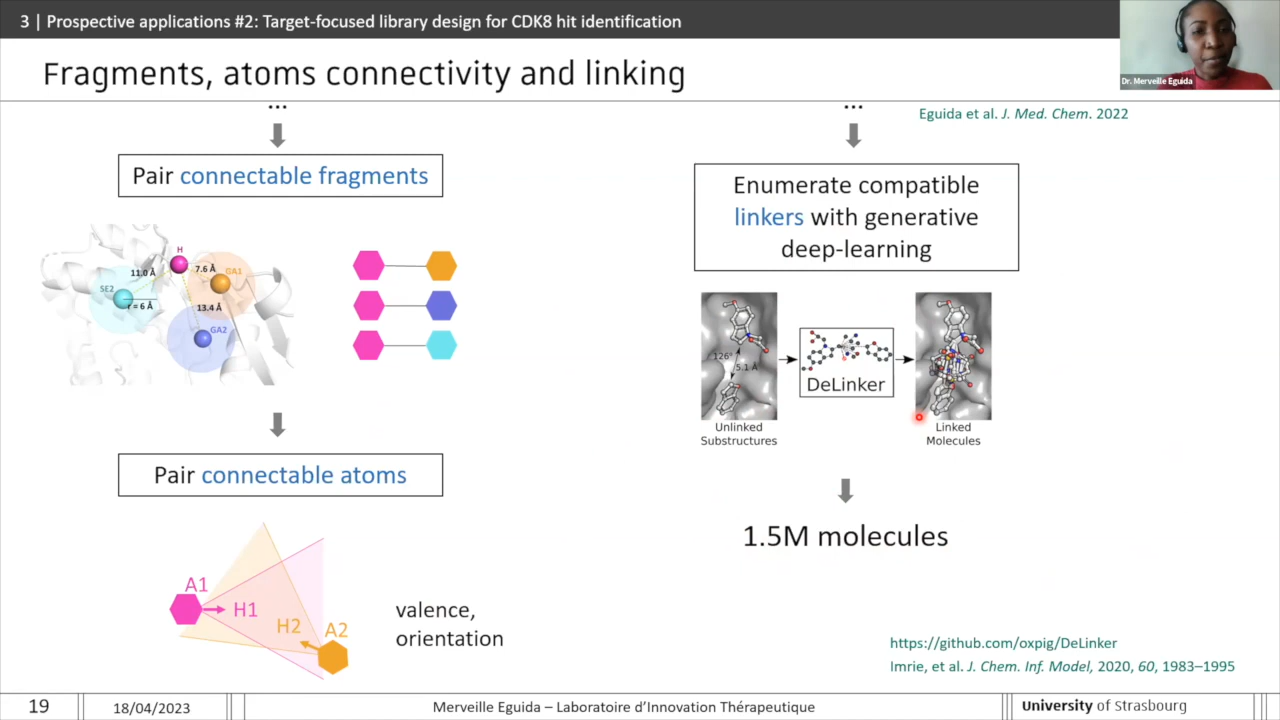 3 | Prospective applications #2: Target-focused library design for CDK8 hit identification
Dr. Merveille Eguida
Fragments, atoms connectivity and linking
...
Pair connectable fragments
H
11.0 Å
7.6 Å
GA1
SE2
r = 6 Å
13.4 Å
GA2
Pair connectable atoms
A1
H1
H2
A2
valence,
orientation
...
Eguida et al. J. Med. Chem. 2022
Enumerate compatible
linkers with generative
deep-learning
126°
5.1 Å
DeLinker
Unlinked
Substructures
Linked
Molecules
1.5M molecules
https://github.com/oxpig/DeLinker
Imrie, et al. J. Chem. Inf. Model, 2020, 60, 1983–1995
19
18/04/2023
Merveille Eguida – Laboratoire d’Innovation Thérapeutique
University of Strasbourg